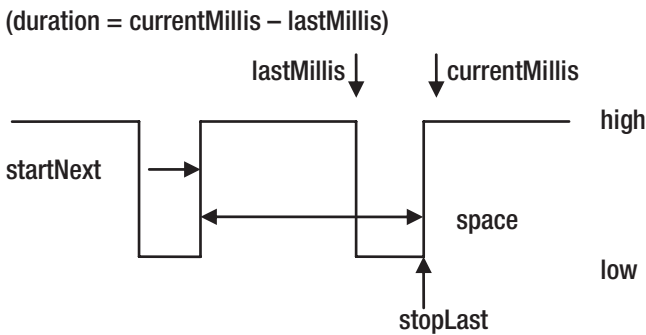 (duration = currentMillis – lastMillis)
lastMillis
currentMillis
high
startNext
space
low
stopLast